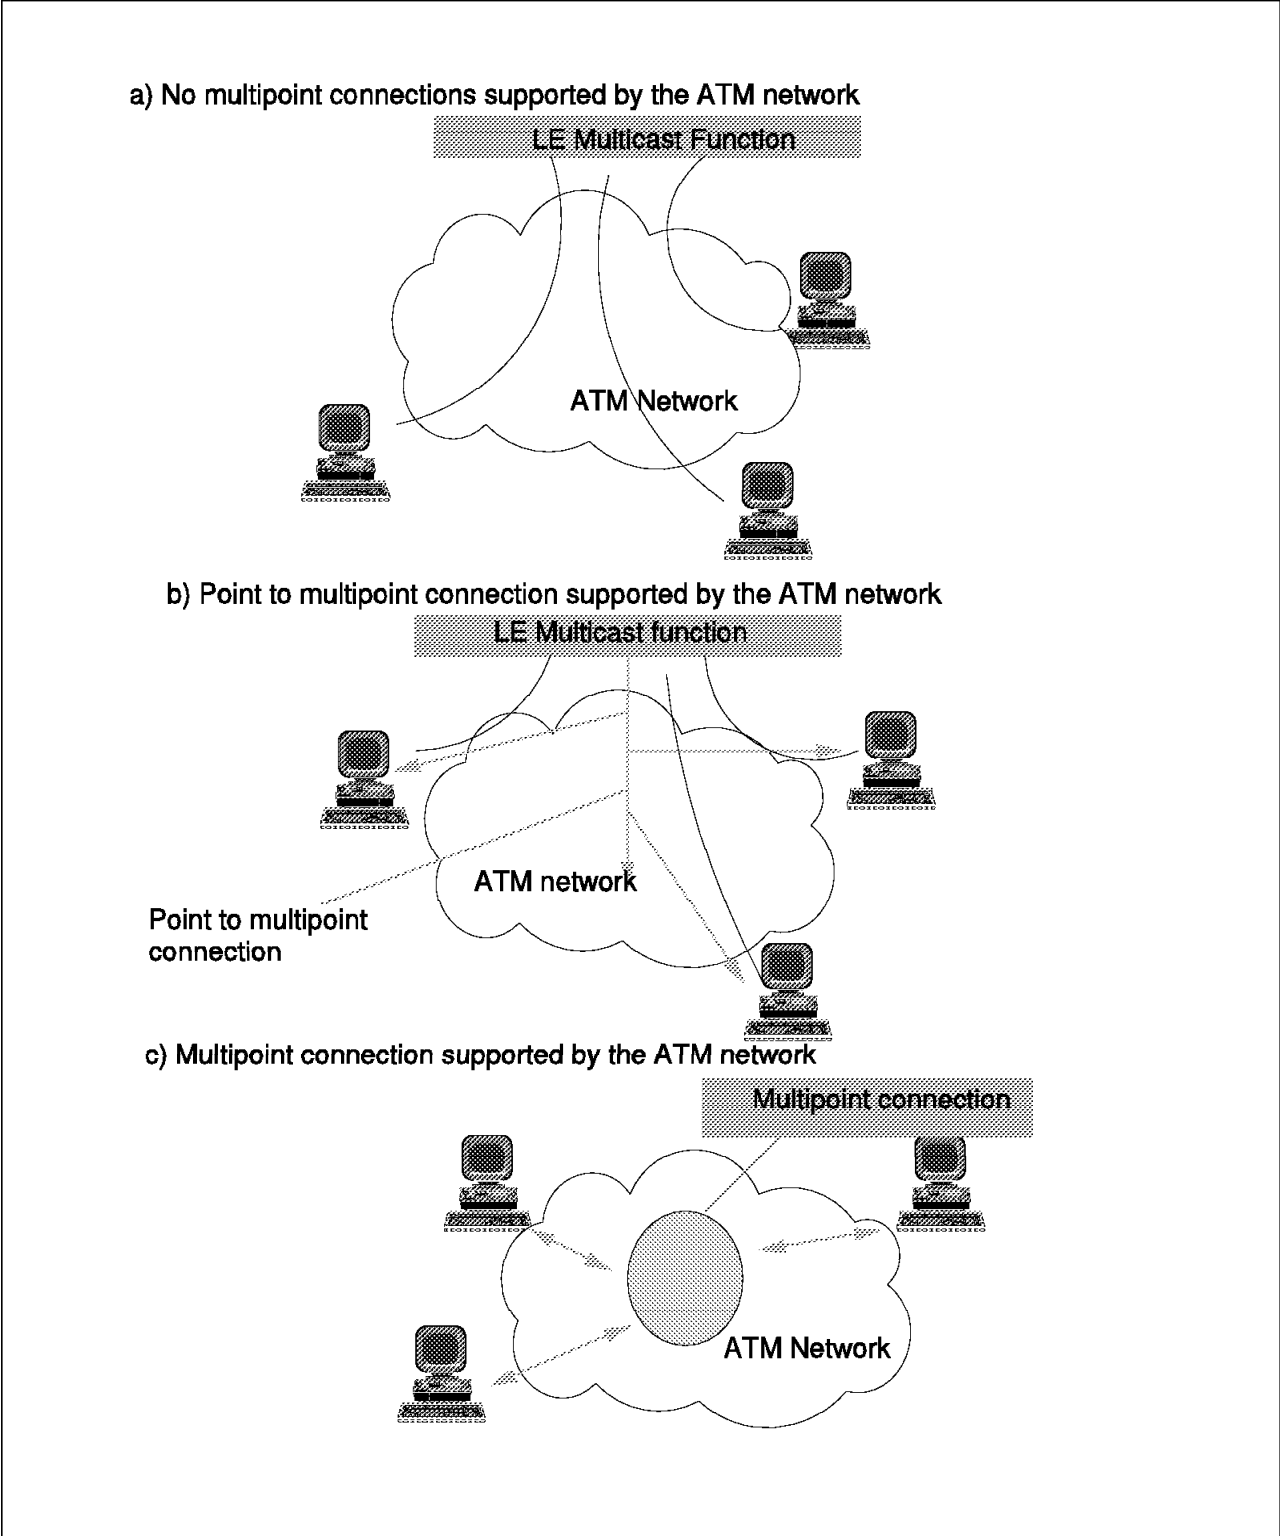 a) No multipoint connections supported by the ATM network
LE Multicast Function
ATM Network
b) Point to multipoint connection supported by the ATM network
LE Multicast function
ATM network
Point to multipoint
connection
c) Multipoint connection supported by the ATM network
Multipoint connection
ATM Network